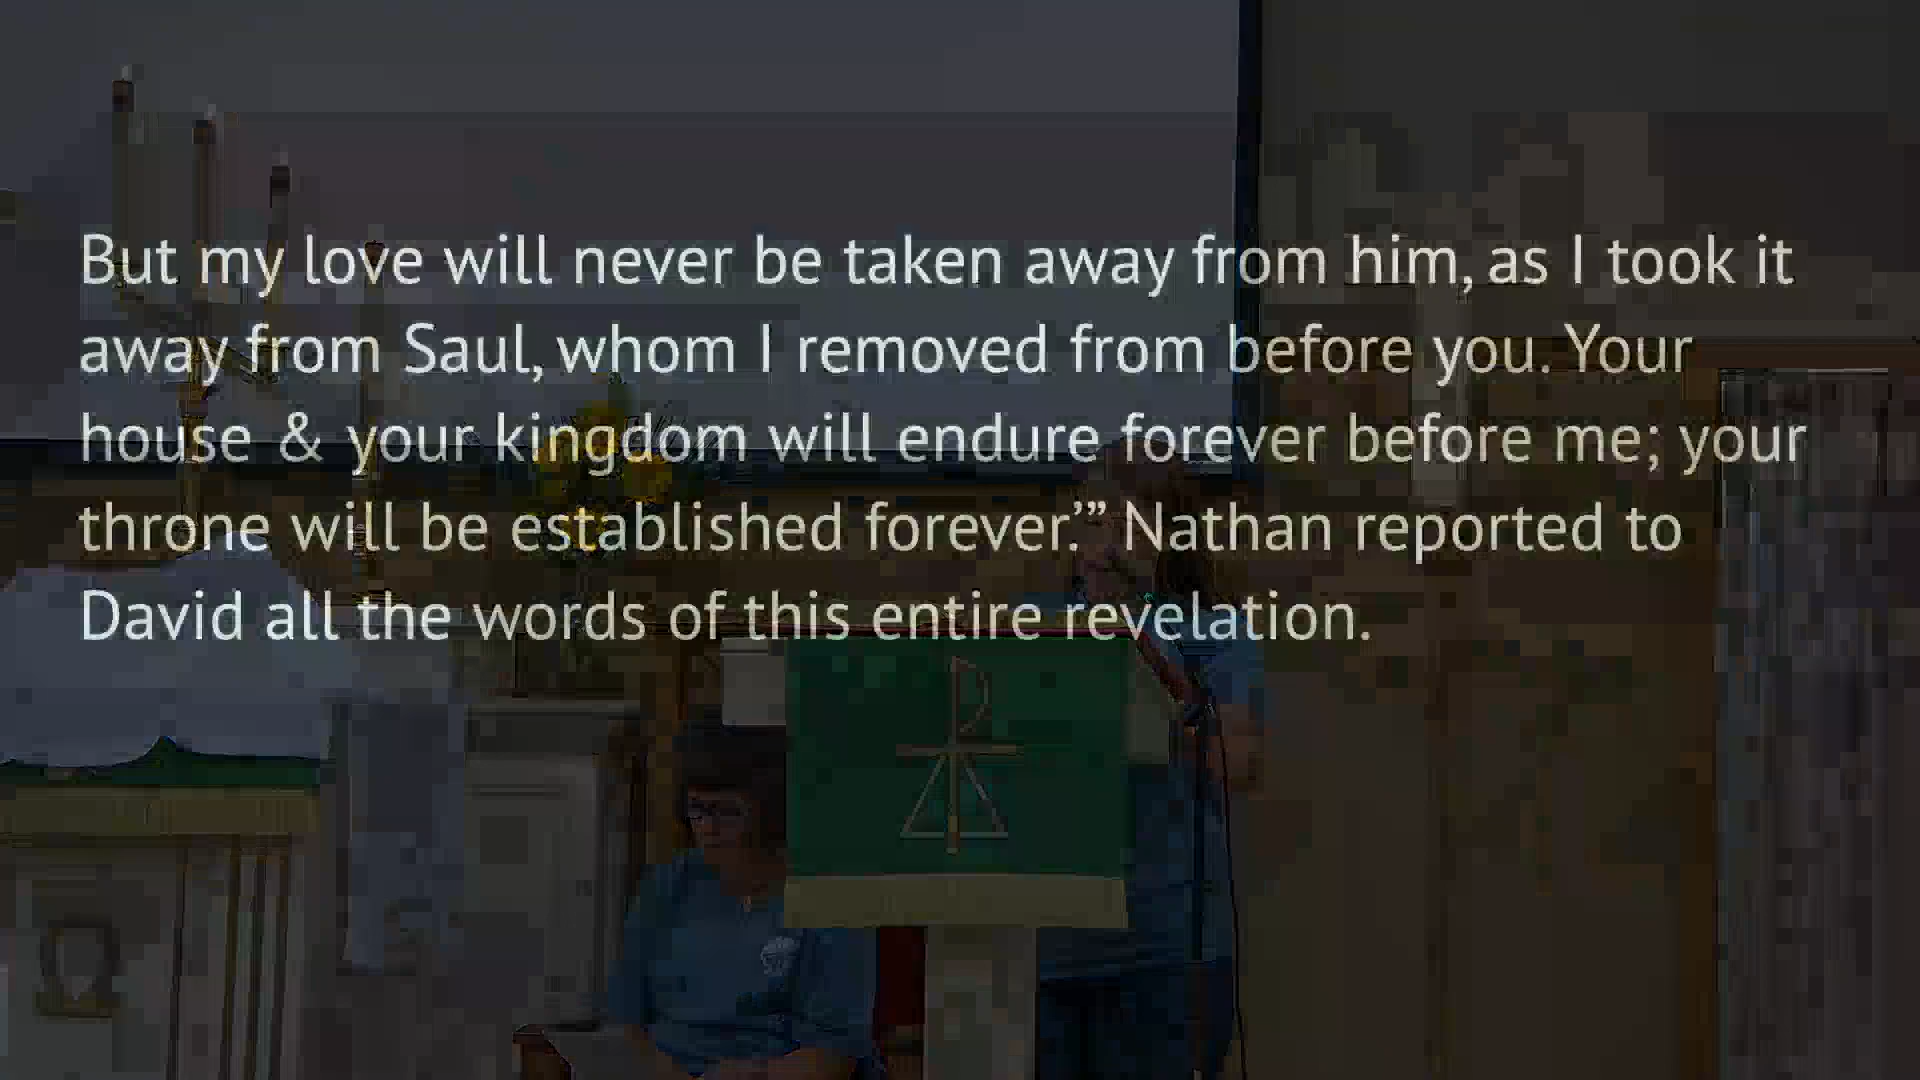 But my love will never be taken away from him, as I took it
away from Saul, whom I removed from before you. Your
house & your kingdom will endure forever before me; your
throne will be established forever.’” Nathan reported to
David all the words of this entire revelation.